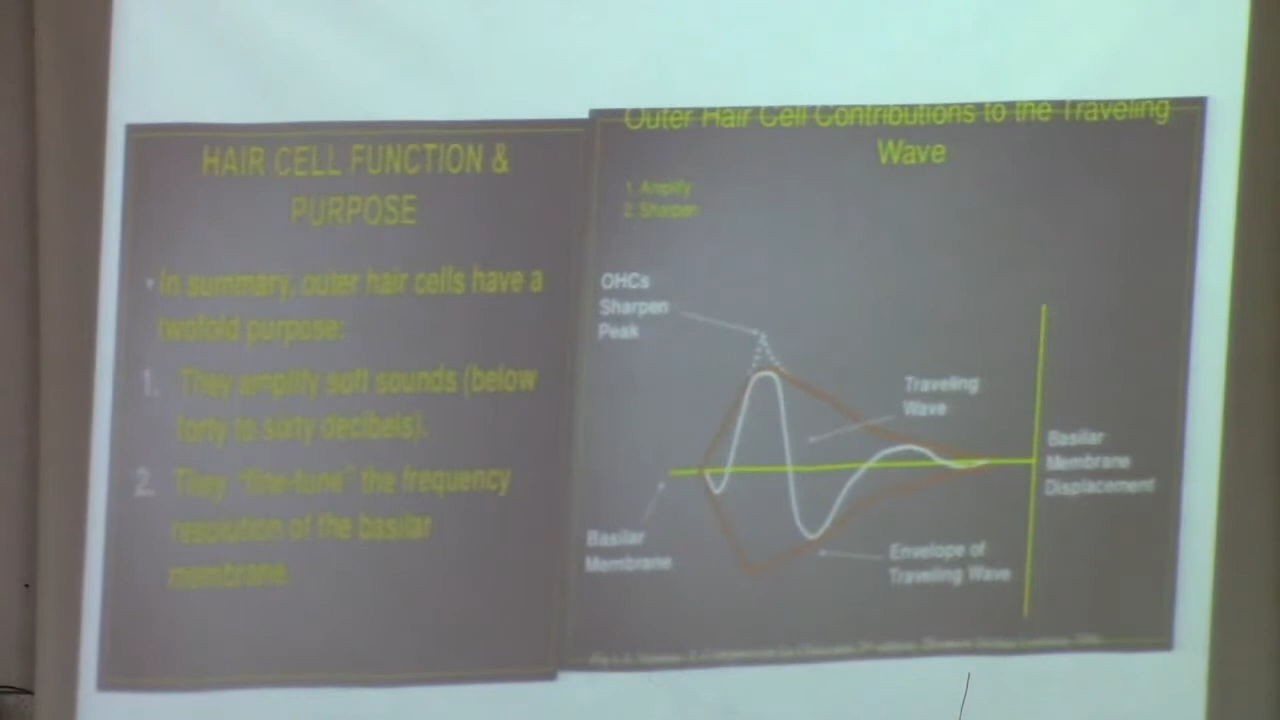 HAIR CELL FUNCTION &
PURPOSE
• In summary, outer hair cells have a
twofold purpose:
1. They amplify soft sounds (below
forty to sixty decibels).
2. They "fine-tune" the frequency
resolution of the basilar
membrane.
Outer Hair Cell Contributions to the Traveling
Wave
1. Amplify
2. Sharpen
OHCs
Sharpen
Peak
Traveling
Wave
Basilar
Membrane
Displacement
Basilar
Membrane
Envelope of
Traveling Wave